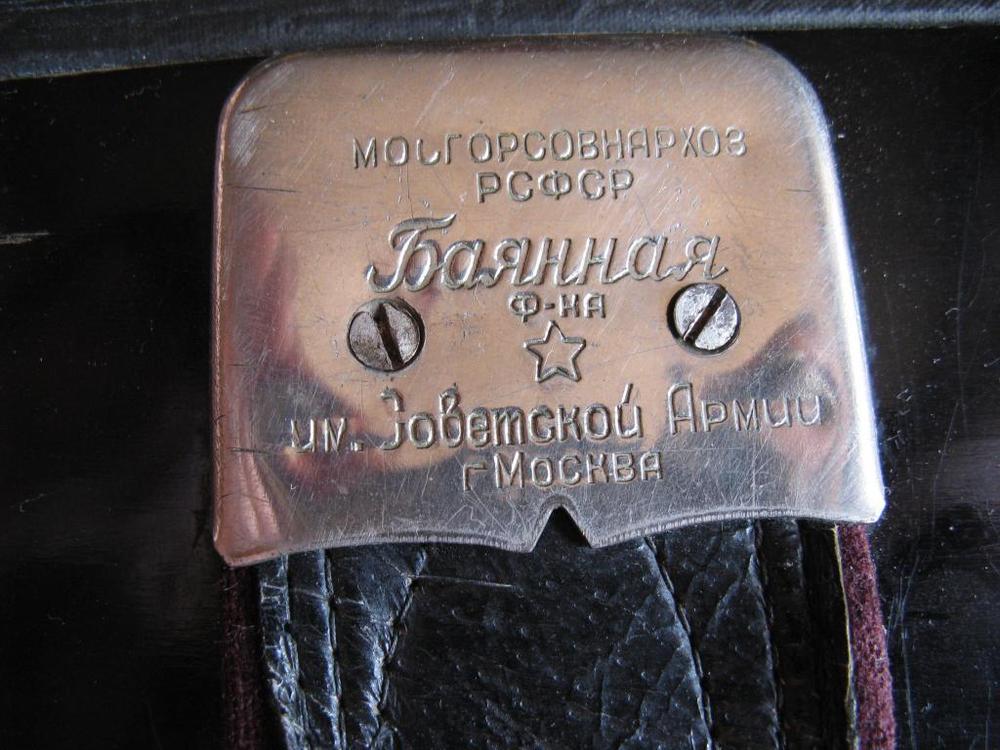 МОСГОРСОВНАРХОЗ
РСФСР
Баянная
Ф-КА
им. Советской Армии
г МОСКВА